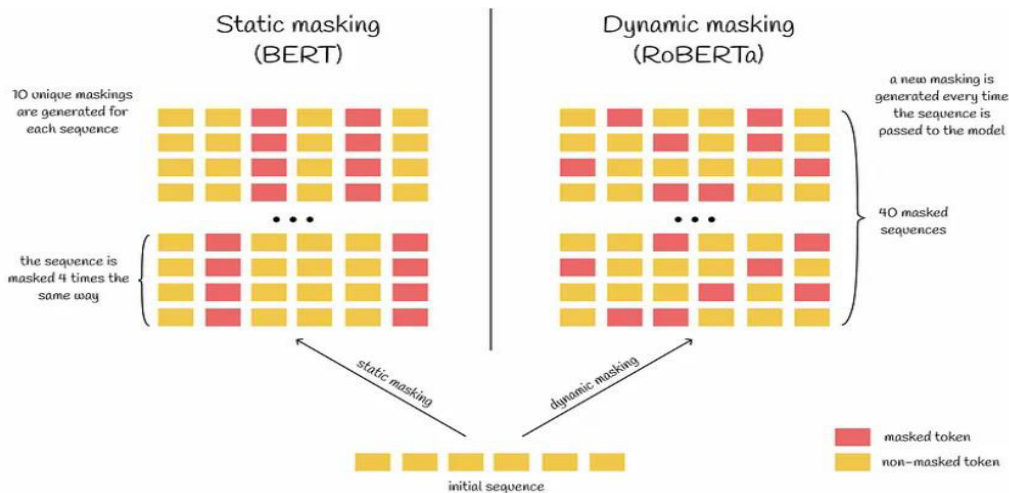 Static masking
(BERT)
10 unique maskings
are generated for
each sequence
the sequence is
masked 4 times the
same way
Dynamic masking
(RoBERTa)
a new masking is
generated every time
the sequence is
passed to the model
40 masked
sequences
static masking
dynamic masking
initial sequence
masked token
non-masked token